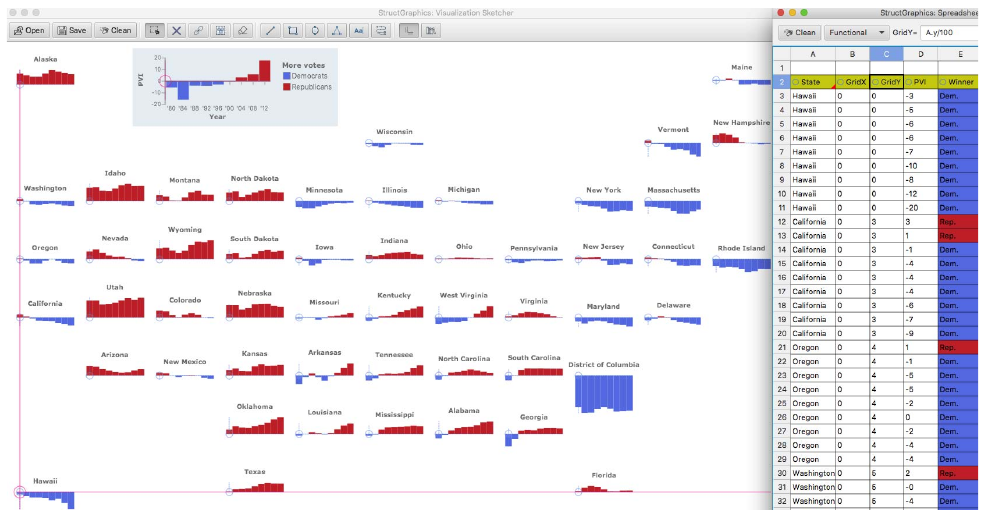 StructGraphics: Visualization Sketcher
Open Save Clean Aa
Alaska
PVI
20
10
0
-10
-20
'80 '84 '88 '92 '96 '00 '04 '08 '12
Year
More votes
Democrats
Republicans
Maine
Wisconsin Vermont New Hampshire
Washington Idaho Montana North Dakota Minnesota Illinois Michigan New York Massachusetts
Oregon Nevada Wyoming South Dakota Iowa Indiana Ohio Pennsylvania New Jersey Connecticut Rhode Island
California Utah Colorado Nebraska Missouri Kentucky West Virginia Virginia Maryland Delaware
Arizona New Mexico Kansas Arkansas Tennessee North Carolina South Carolina District of Columbia
Oklahoma Louisiana Mississippi Alabama Georgia
Hawaii Texas Florida
StructGraphics: Spreadshee
Clean Functional GridY= A.y/100
A B C D E
1
2 State GridX GridY PVI Winner
3 Hawaii 0 0 -3 Dem.
4 Hawaii 0 0 -5 Dem.
5 Hawaii 0 0 -6 Dem.
6 Hawaii 0 0 -6 Dem.
7 Hawaii 0 0 -7 Dem.
8 Hawaii 0 0 -10 Dem.
9 Hawaii 0 0 -8 Dem.
10 Hawaii 0 0 -12 Dem.
11 Hawaii 0 0 -20 Dem.
12 California 0 3 3 Rep.
13 California 0 3 1 Rep.
14 California 0 3 -1 Dem.
15 California 0 3 -4 Dem.
16 California 0 3 -4 Dem.
17 California 0 3 -4 Dem.
18 California 0 3 -6 Dem.
19 California 0 3 -7 Dem.
20 California 0 3 -9 Dem.
21 Oregon 0 4 1 Rep.
22 Oregon 0 4 -1 Dem.
23 Oregon 0 4 -5 Dem.
24 Oregon 0 4 -5 Dem.
25 Oregon 0 4 -2 Dem.
26 Oregon 0 4 0 Dem.
27 Oregon 0 4 -2 Dem.
28 Oregon 0 4 -4 Dem.
29 Oregon 0 4 -4 Dem.
30 Washington 0 5 2 Rep.
31 Washington 0 5 -0 Dem.
32 Washington 0 5 -4 Dem.